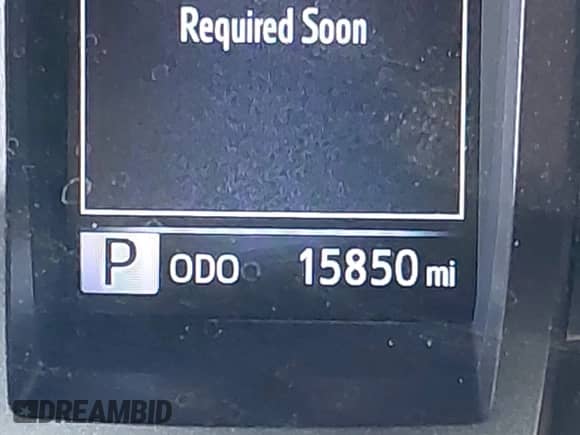 Required Soon
P ODO 15850 mi
DREAMBID